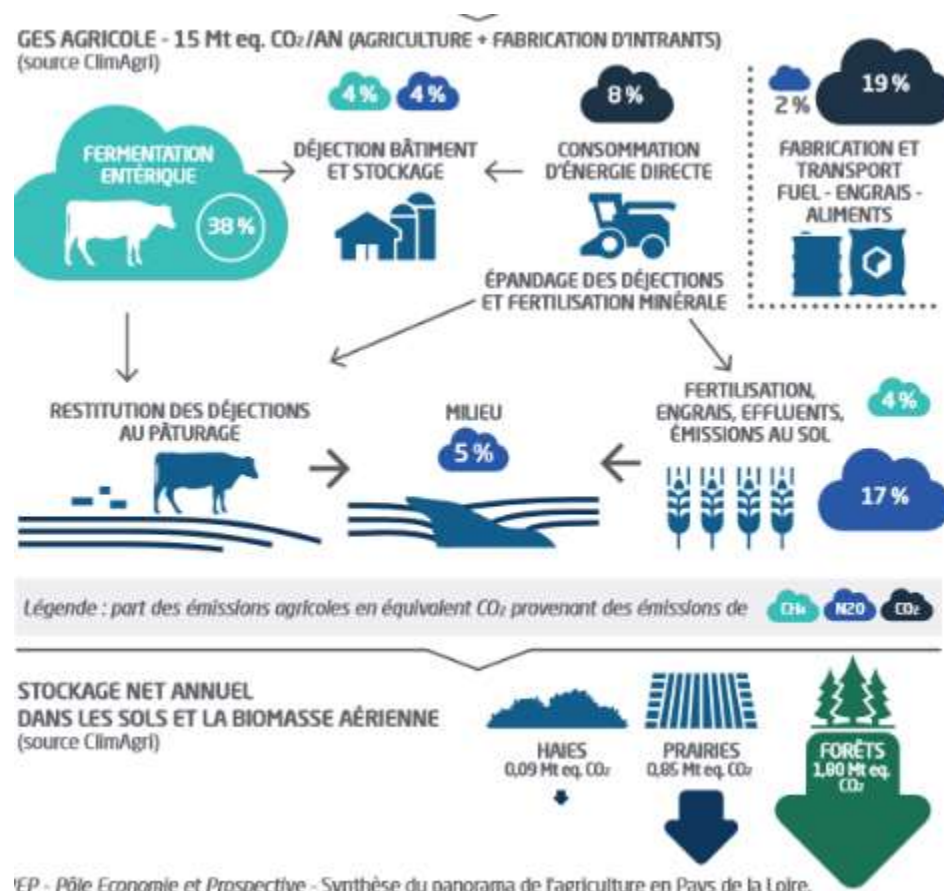 GES AGRICOLE - 15 Mt eq. CO₂/AN (AGRICULTURE + FABRICATION D'INTRANTS)
(source ClimAgri)
FERMENTATION
ENTÉRIQUE
38 %
4 %
4 %
DÉJECTION BÂTIMENT
ET STOCKAGE
8 %
CONSOMMATION
D'ÉNERGIE DIRECTE
2 %
19 %
FABRICATION ET
TRANSPORT
FUEL - ENGRAIS -
ALIMENTS
ÉPANDAGE DES DÉJECTIONS
ET FERTILISATION MINÉRALE
RESTITUTION DES DÉJECTIONS
AU PÂTURAGE
MILIEU
5 %
FERTILISATION,
ENGRAIS, EFFLUENTS,
ÉMISSIONS AU SOL
4 %
17 %
Légende : part des émissions agricoles en équivalent CO₂ provenant des émissions de
CH₄
N2O
CO₂
STOCKAGE NET ANNUEL
DANS LES SOLS ET LA BIOMASSE AÉRIENNE
(source ClimAgri)
HAIES
0,09 Mt eq. CO₂
PRAIRIES
0,85 Mt eq. CO₂
FORÊTS
1,80 Mt eq.
CO₂
- Pôle Economie et Prospective - Synthèse du panorama de l'agriculture en Pays de la Loire.